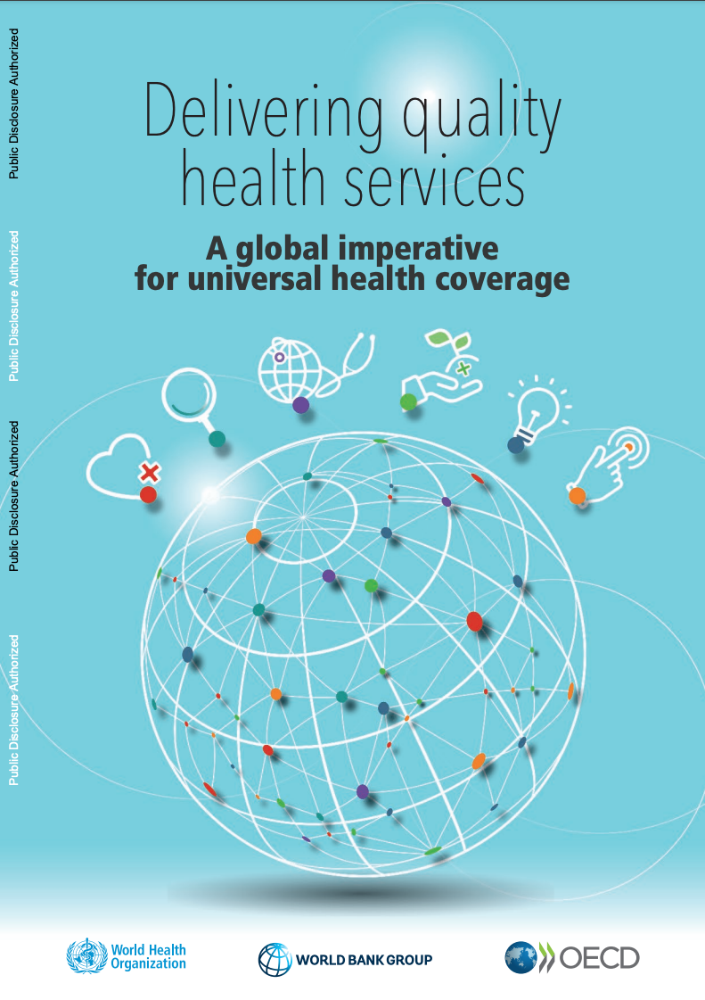 Public Disclosure Authorized
Public Disclosure Authorized
Public Disclosure Authorized
Public Disclosure Authorized
Delivering quality
health services
A global imperative
for universal health coverage
World Health
Organization
WORLD BANK GROUP
OECD